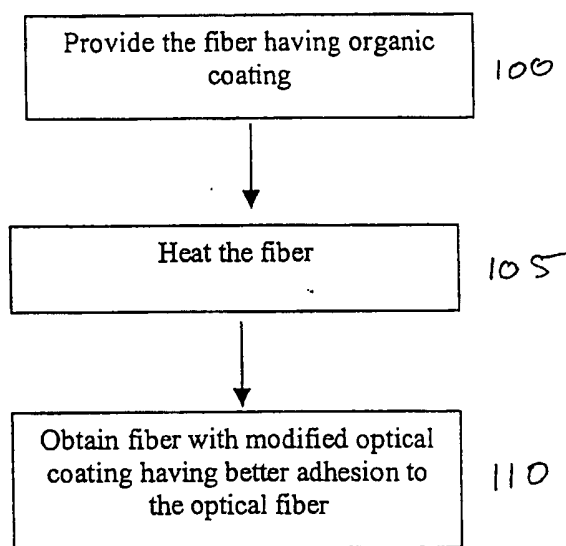 Provide the fiber having organic
coating
100
Heat the fiber
105
Obtain fiber with modified optical
coating having better adhesion to
the optical fiber
110